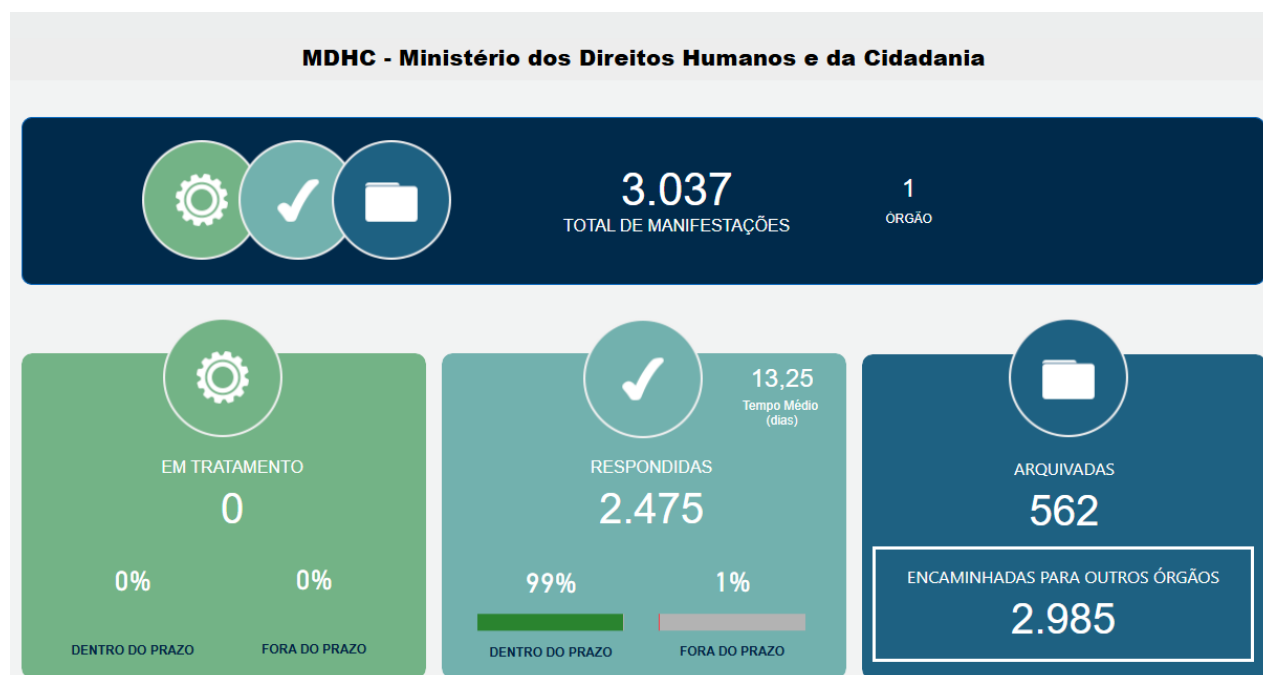 MDHC - Ministério dos Direitos Humanos e da Cidadania
3.037
TOTAL DE MANIFESTAÇÕES
1
ÓRGÃO
EM TRATAMENTO
0
0%
0%
DENTRO DO PRAZO
FORA DO PRAZO
13,25
Tempo Médio
(dias)
RESPONDIDAS
2.475
99%
1%
DENTRO DO PRAZO
FORA DO PRAZO
ARQUIVADAS
562
ENCAMINHADAS PARA OUTROS ÓRGÃOS
2.985